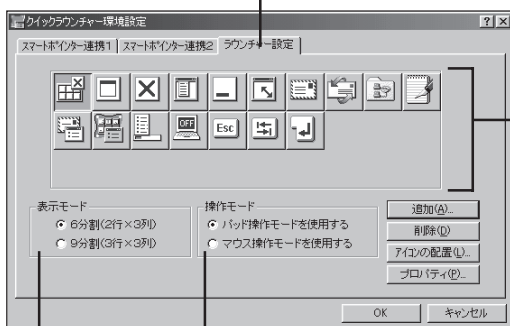 クイックラウンチャー環境設定
スマートポインター連携1 スマートポインター連携2 ラウンチャー設定
OFF Esc
表示モード
6分割(2行×3列)
9分割(3行×3列)
操作モード
パッド操作モードを使用する
マウス操作モードを使用する
追加(A)...
削除(D)
アイコンの配置(L)...
プロパティ(P)...
OK キャンセル